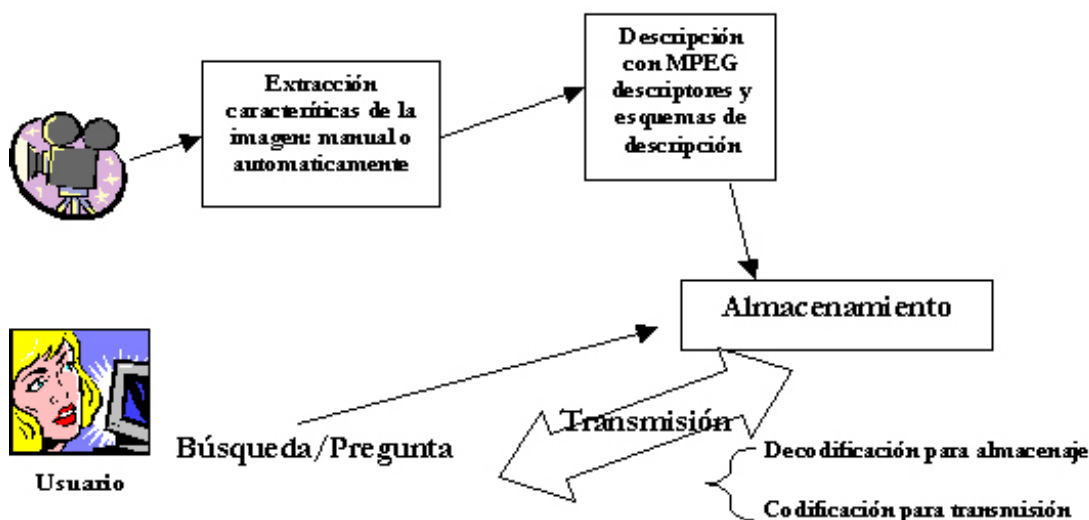 Extracción
caracteríticas de la
imagen: manual o
automaticamente
Descripción
con MPEG
descriptores y
esquemas de
descripción
Almacenamiento
Transmisión
Búsqueda/Pregunta
Usuario
Decodificación para almacenaje
Codificación para transmisión